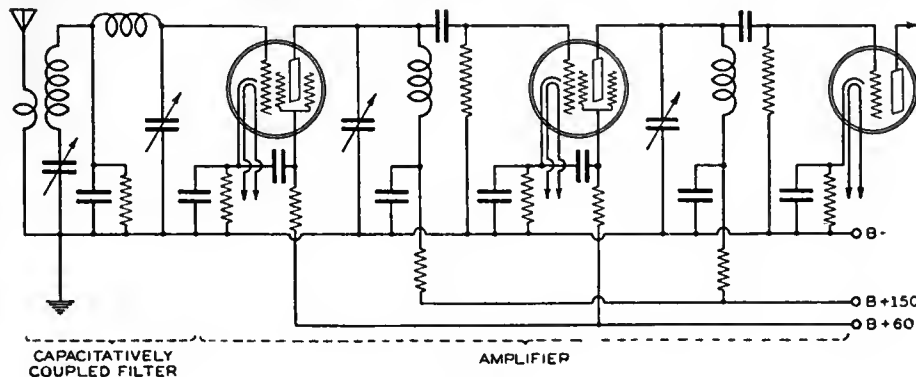 B-
B+150
B+60
CAPACITATIVELY
COUPLED FILTER
AMPLIFIER